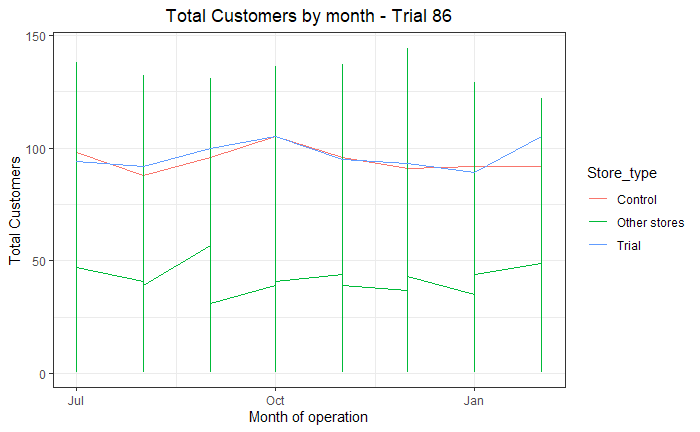 Total Customers by month - Trial 86
150
100
50
0
Total Customers
Jul
Oct
Jan
Month of operation
Store_type
Control
Other stores
Trial